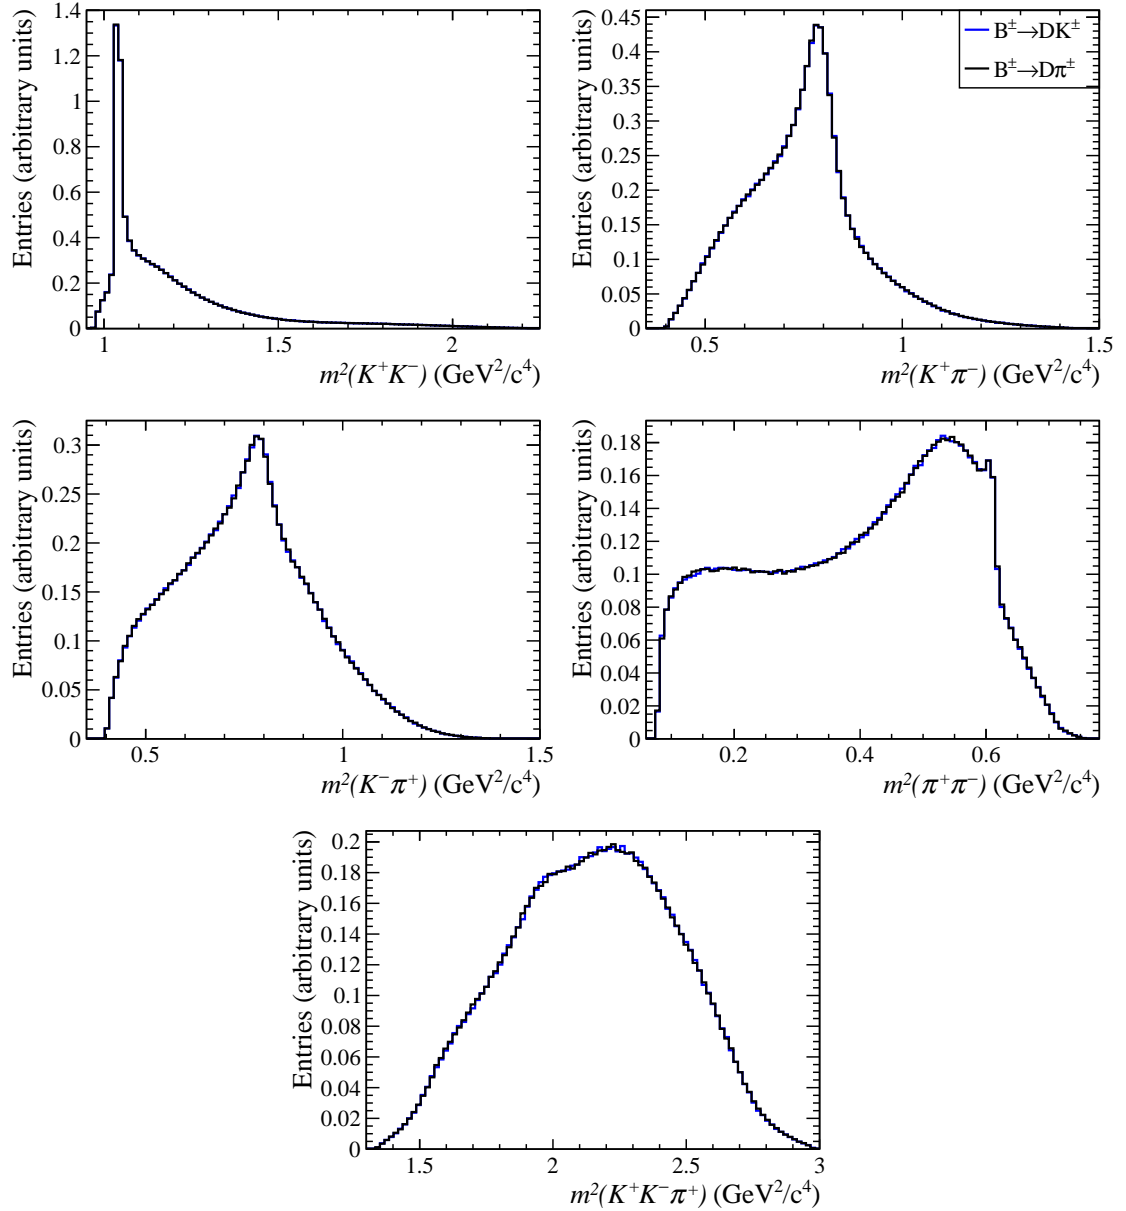 1.4
1.2
1
0.8
0.6
0.4
0.2
0
Entries (arbitrary units)
1 1.5 2
m²(K⁺K⁻) (GeV²/c⁴)
0.45
0.4
0.35
0.3
0.25
0.2
0.15
0.1
0.05
0
Entries (arbitrary units)
B±→DK±
B±→Dπ±
0.5 1 1.5
m²(K⁺π⁻) (GeV²/c⁴)
0.3
0.25
0.2
0.15
0.1
0.05
0
Entries (arbitrary units)
0.5 1 1.5
m²(K⁻π⁺) (GeV²/c⁴)
0.18
0.16
0.14
0.12
0.1
0.08
0.06
0.04
0.02
0
Entries (arbitrary units)
0.2 0.4 0.6
m²(π⁺π⁻) (GeV²/c⁴)
0.2
0.18
0.16
0.14
0.12
0.1
0.08
0.06
0.04
0.02
0
Entries (arbitrary units)
1.5 2 2.5 3
m²(K⁺K⁻π⁺) (GeV²/c⁴)